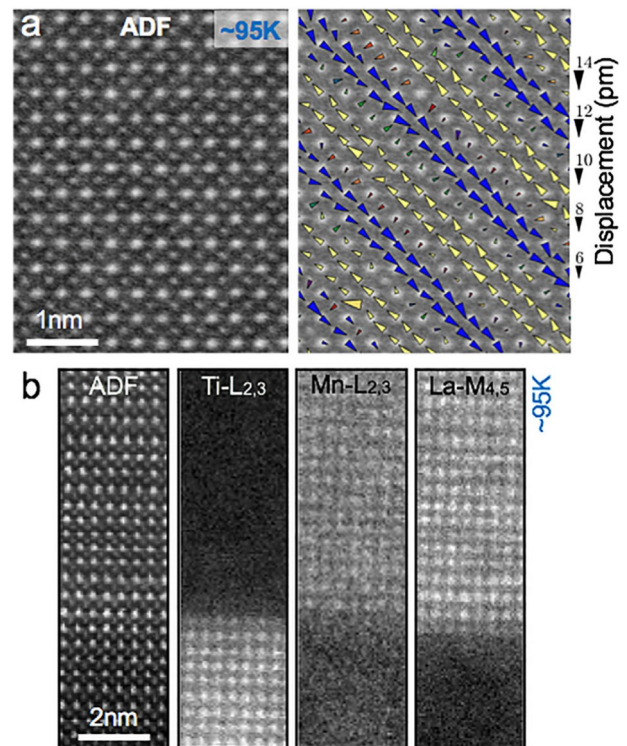 a
ADF
~95K
1nm
14
12
10
8
6
Displacement (pm)
b
ADF
Ti-L2,3
Mn-L2,3
La-M4,5
~95K
2nm